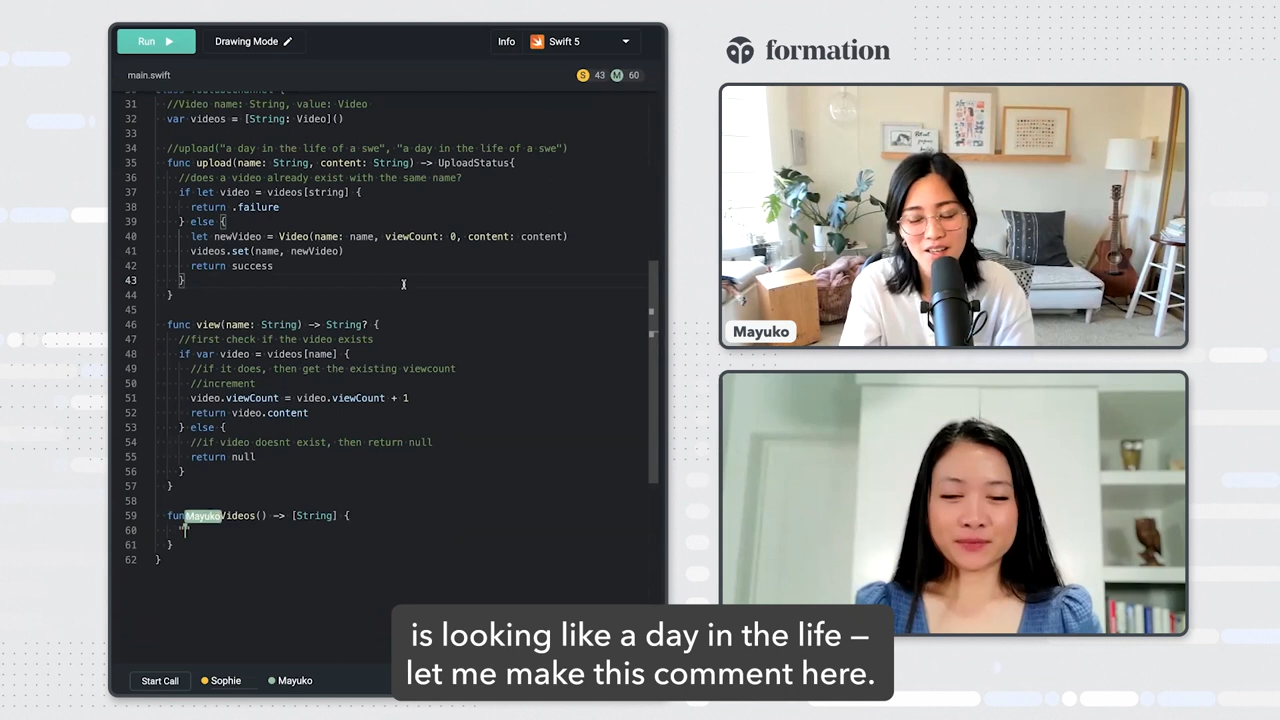 Run
Drawing Mode
Info
Swift 5
main.swift
S 43 M 60
31 //Video name: String, value: Video
32 var videos = [String: Video]()
33
34 //upload("a day in the life of a swe", "a day in the life of a swe")
35 func upload(name: String, content: String) -> UploadStatus{
36 //does a video already exist with the same name?
37 if let video = videos[string] {
38 return .failure
39 } else {
40 let newVideo = Video(name: name, viewCount: 0, content: content)
41 videos.set(name, newVideo)
42 return success
43 }
44 }
45
46 func view(name: String) -> String? {
47 //first check if the video exists
48 if var video = videos[name] {
49 //if it does, then get the existing viewcount
50 //increment
51 video.viewCount = video.viewCount + 1
52 return video.content
53 } else {
54 //if video doesnt exist, then return null
55 return null
56 }
57 }
58
59 fun Mayuko Videos() -> [String] {
60 ""
61 }
62 }
Start Call
Sophie
Mayuko
formation
Mayuko
is looking like a day in the life –
let me make this comment here.